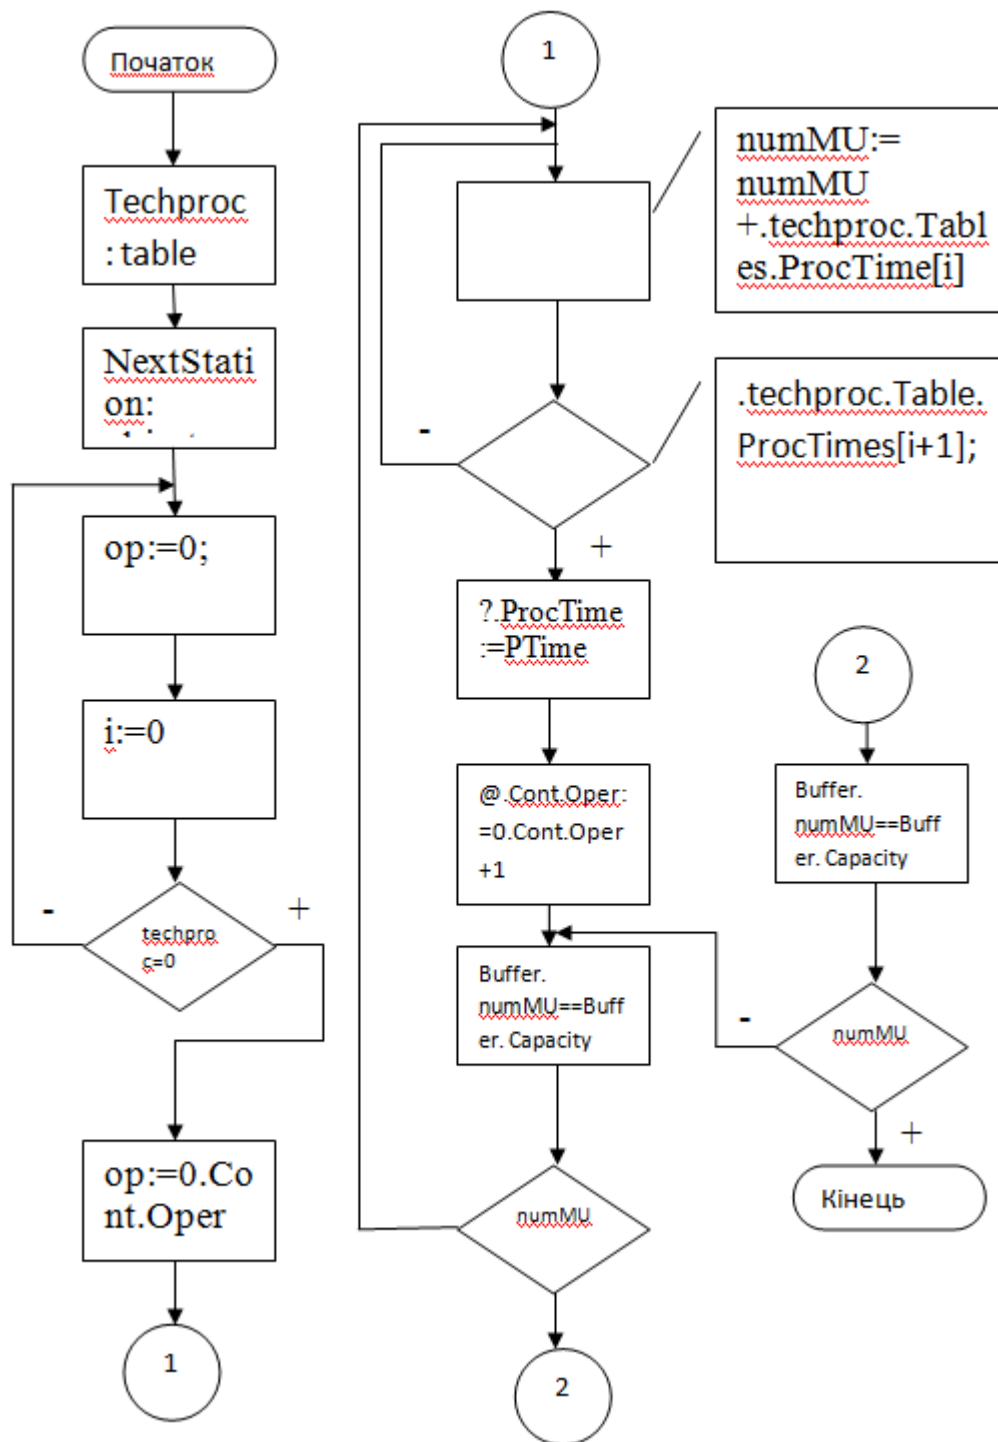 Початок
Techproc
: table
NextStati
on:
op:=0;
i:=0
-
+
techpro
c=0
op:=0.Co
nt.Oper
1
1
numMU:=
numMU
+.techproc.Tabl
es.ProcTime[i]
-
.techproc.Table.
ProcTimes[i+1];
+
?.ProcTime
:=PTime
@.Cont.Oper:
=0.Cont.Oper
+1
Buffer.
numMU==Buff
er. Capacity
numMU
2
2
Buffer.
numMU==Buff
er. Capacity
-
numMU
+
Кінець